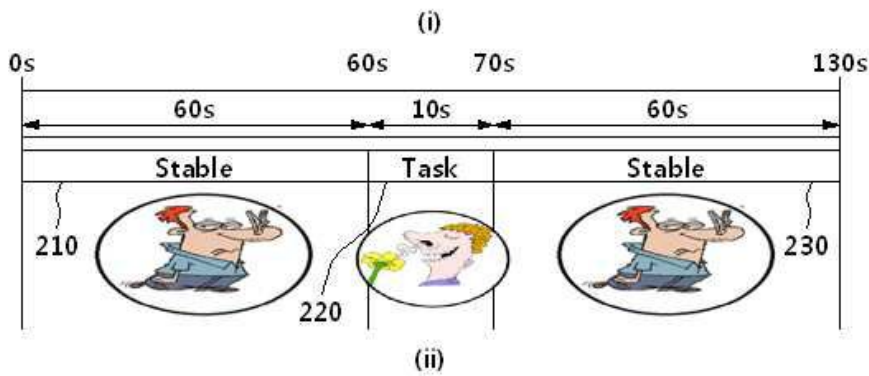 (i)
0s 60s 70s 130s
60s 10s 60s
Stable Task Stable
210 230
220
(ii)